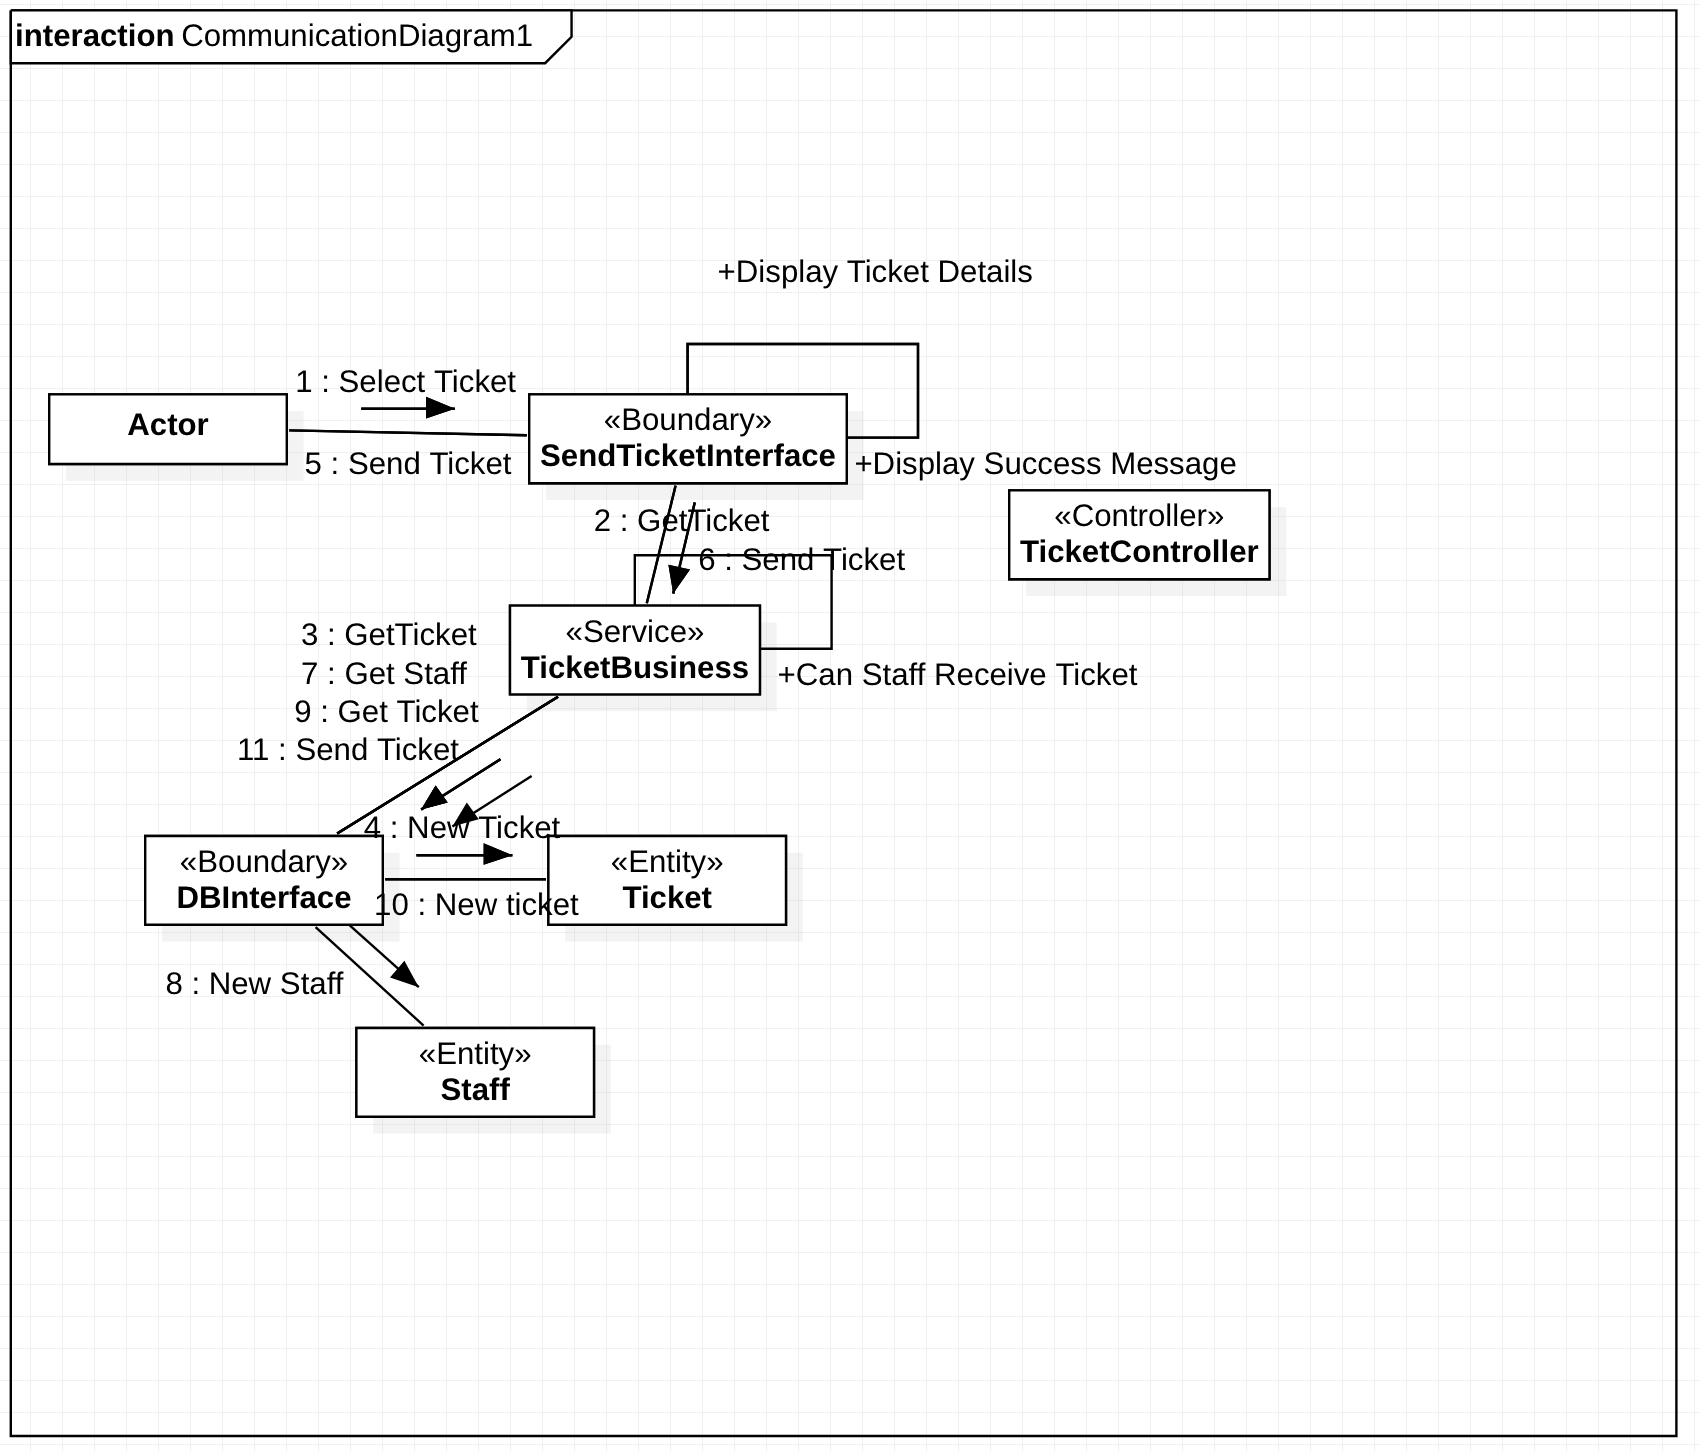 interaction CommunicationDiagram1
+Display Ticket Details
1 : Select Ticket
Actor
5 : Send Ticket
«Boundary»
SendTicketInterface
+Display Success Message
«Controller»
TicketController
2 : GetTicket
6 : Send Ticket
«Service»
TicketBusiness
+Can Staff Receive Ticket
3 : GetTicket
7 : Get Staff
9 : Get Ticket
11 : Send Ticket
4 : New Ticket
«Boundary»
DBInterface
10 : New ticket
«Entity»
Ticket
8 : New Staff
«Entity»
Staff